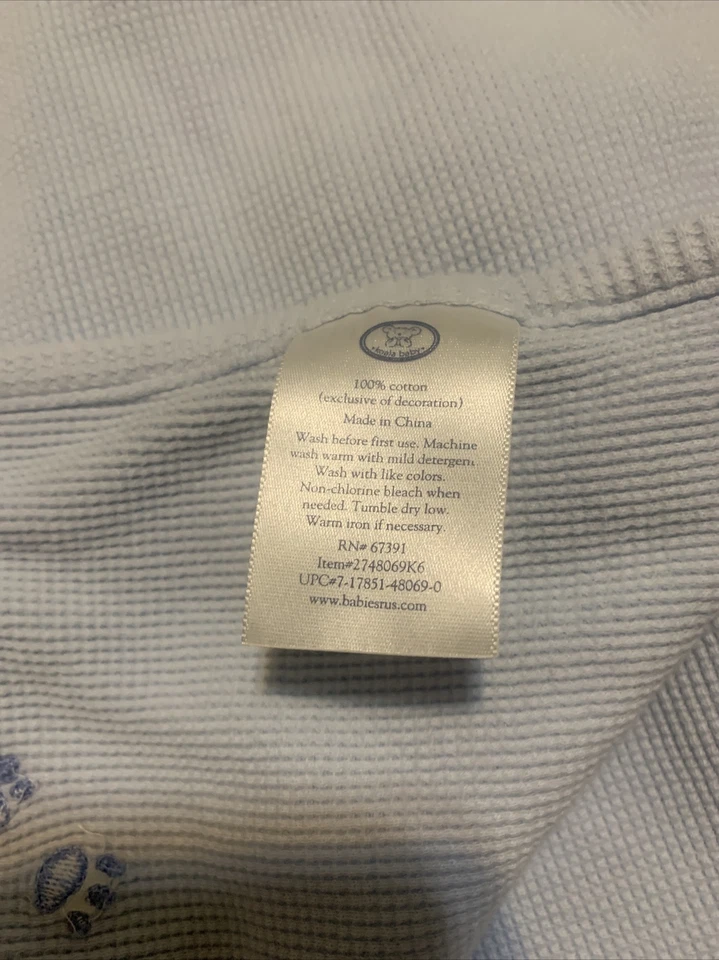 koala baby
100% cotton
(exclusive of decoration)
Made in China
Wash before first use. Machine
wash warm with mild detergent
Wash with like colors.
Non-chlorine bleach when
needed. Tumble dry low.
Warm iron if necessary.
RN# 67391
Item#2748069K6
UPC#7-17851-48069-0
www.babiesrus.com